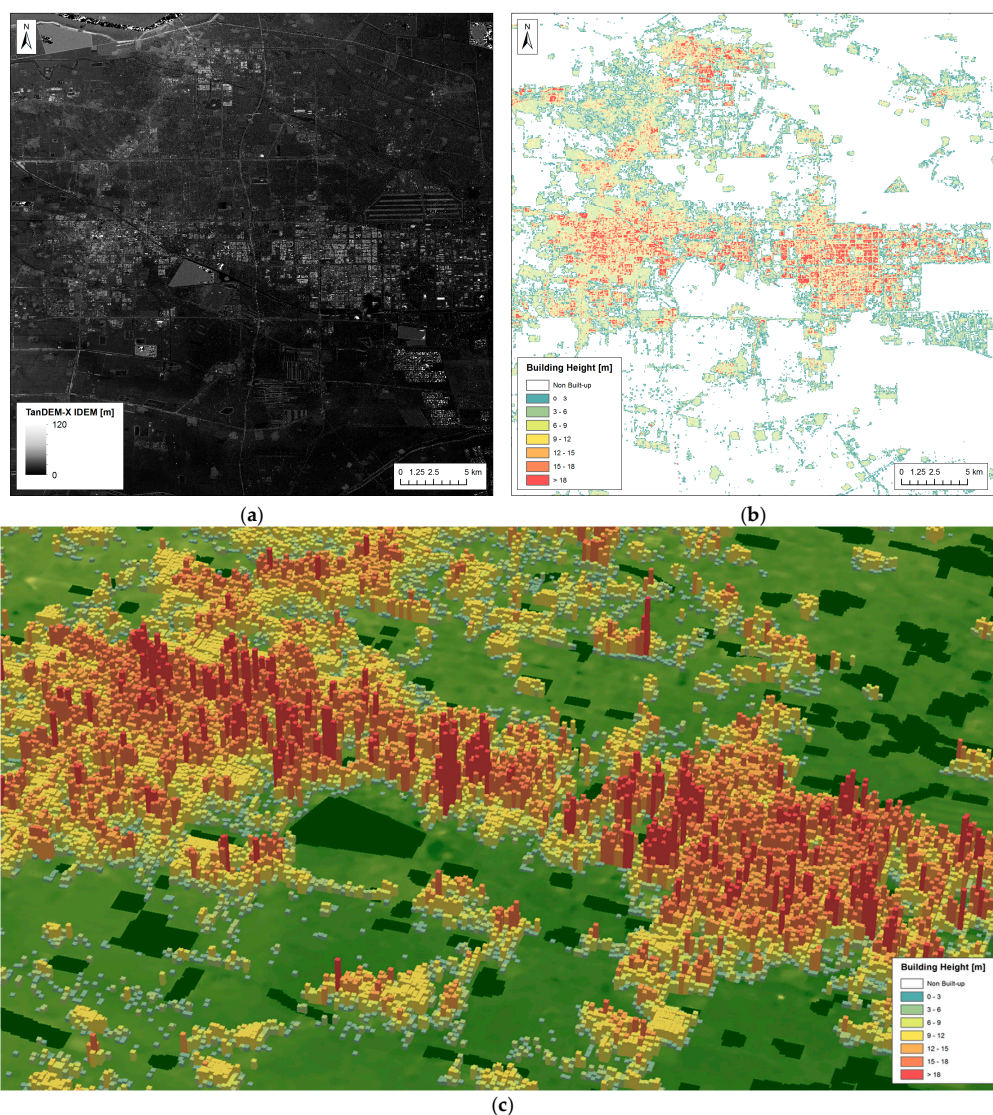 N
TanDEM-X IDEM [m]
120
0
0 1.25 2.5 5 km
(a)
N
Building Height [m]
Non Built-up
0 3
3 - 6
6 - 9
9 - 12
12 - 15
15 - 18
> 18
0 1.25 2.5 5 km
(b)
Building Height [m]
Non Built-up
0 - 3
3 - 6
6 - 9
9 - 12
12 - 15
15 - 18
> 18
(c)